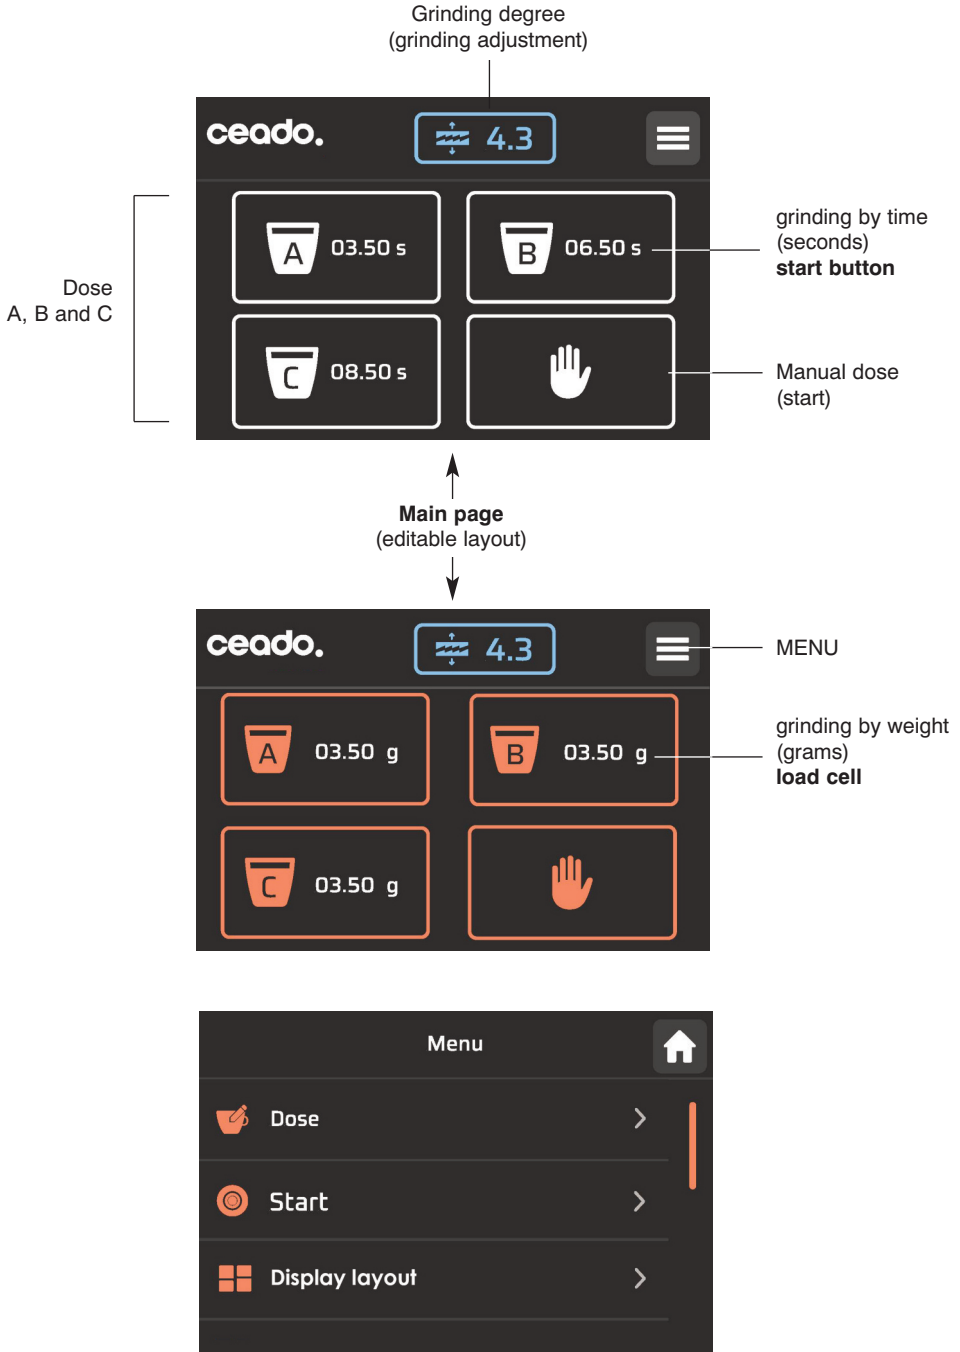 Grinding degree
(grinding adjustment)
ceado. 4.3
Dose
A, B and C
A 03.50 s
B 06.50 s
grinding by time
(seconds)
start button
C 08.50 s
Manual dose
(start)
Main page
(editable layout)
ceado. 4.3
MENU
A 03.50 g
B 03.50 g
grinding by weight
(grams)
load cell
C 03.50 g
Menu
Dose
Start
Display layout